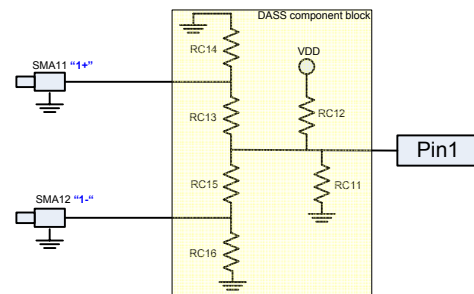 DASS component block
RC14
VDD
SMA11 “1+”
RC13
RC12
Pin1
RC15
RC11
SMA12 “1-“
RC16